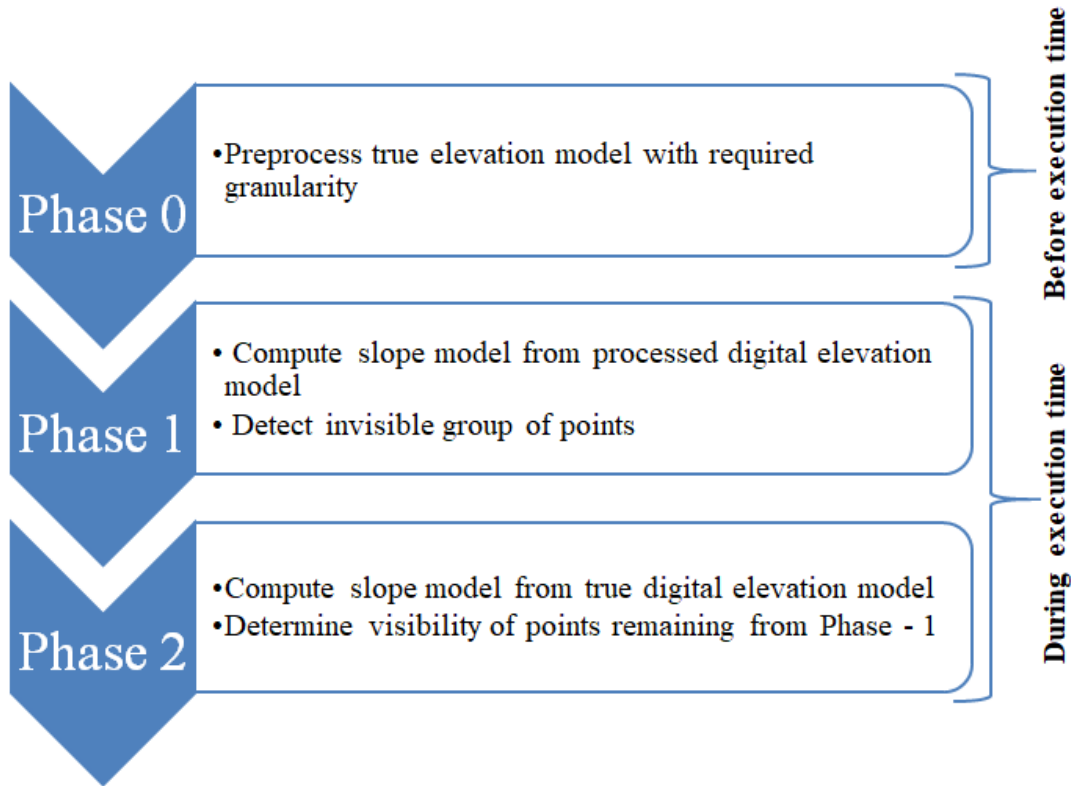 Phase 0
•Preprocess true elevation model with required
granularity
Before execution time
Phase 1
• Compute slope model from processed digital elevation
model
• Detect invisible group of points
Phase 2
•Compute slope model from true digital elevation model
•Determine visibility of points remaining from Phase - 1
During execution time